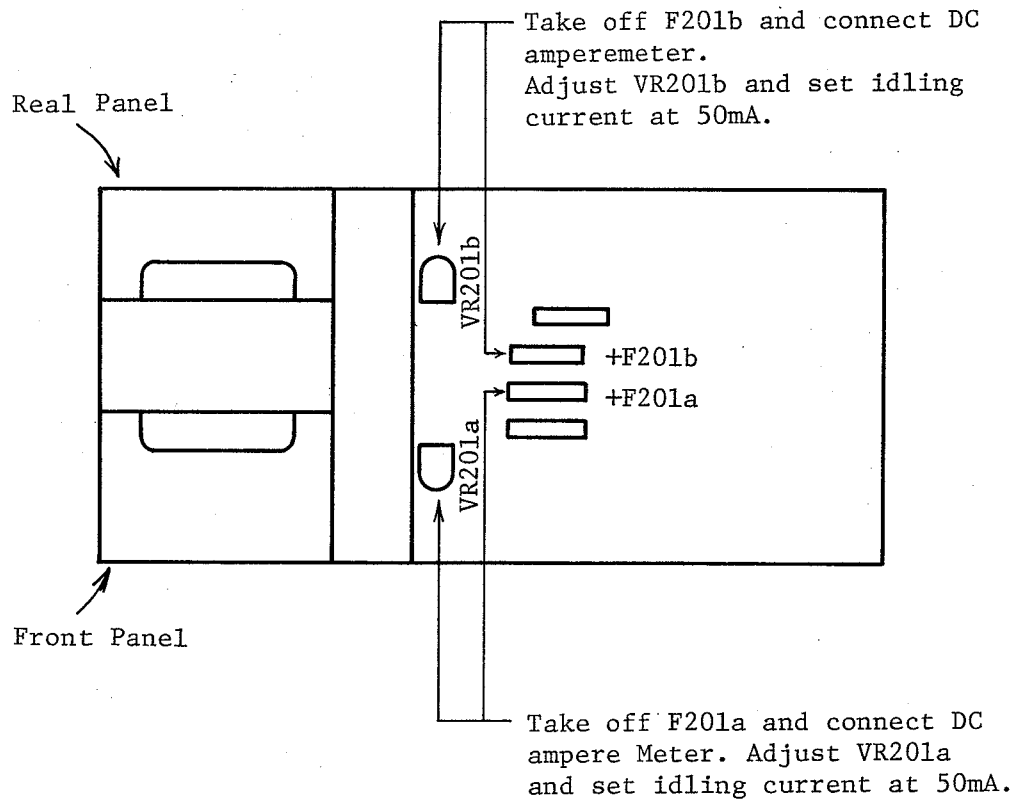 Take off F201b and connect DC
amperemeter.
Adjust VR201b and set idling
current at 50mA.
Real Panel
VR201b
+F201b
+F201a
VR201a
Front Panel
Take off F201a and connect DC
ampere Meter. Adjust VR201a
and set idling current at 50mA.